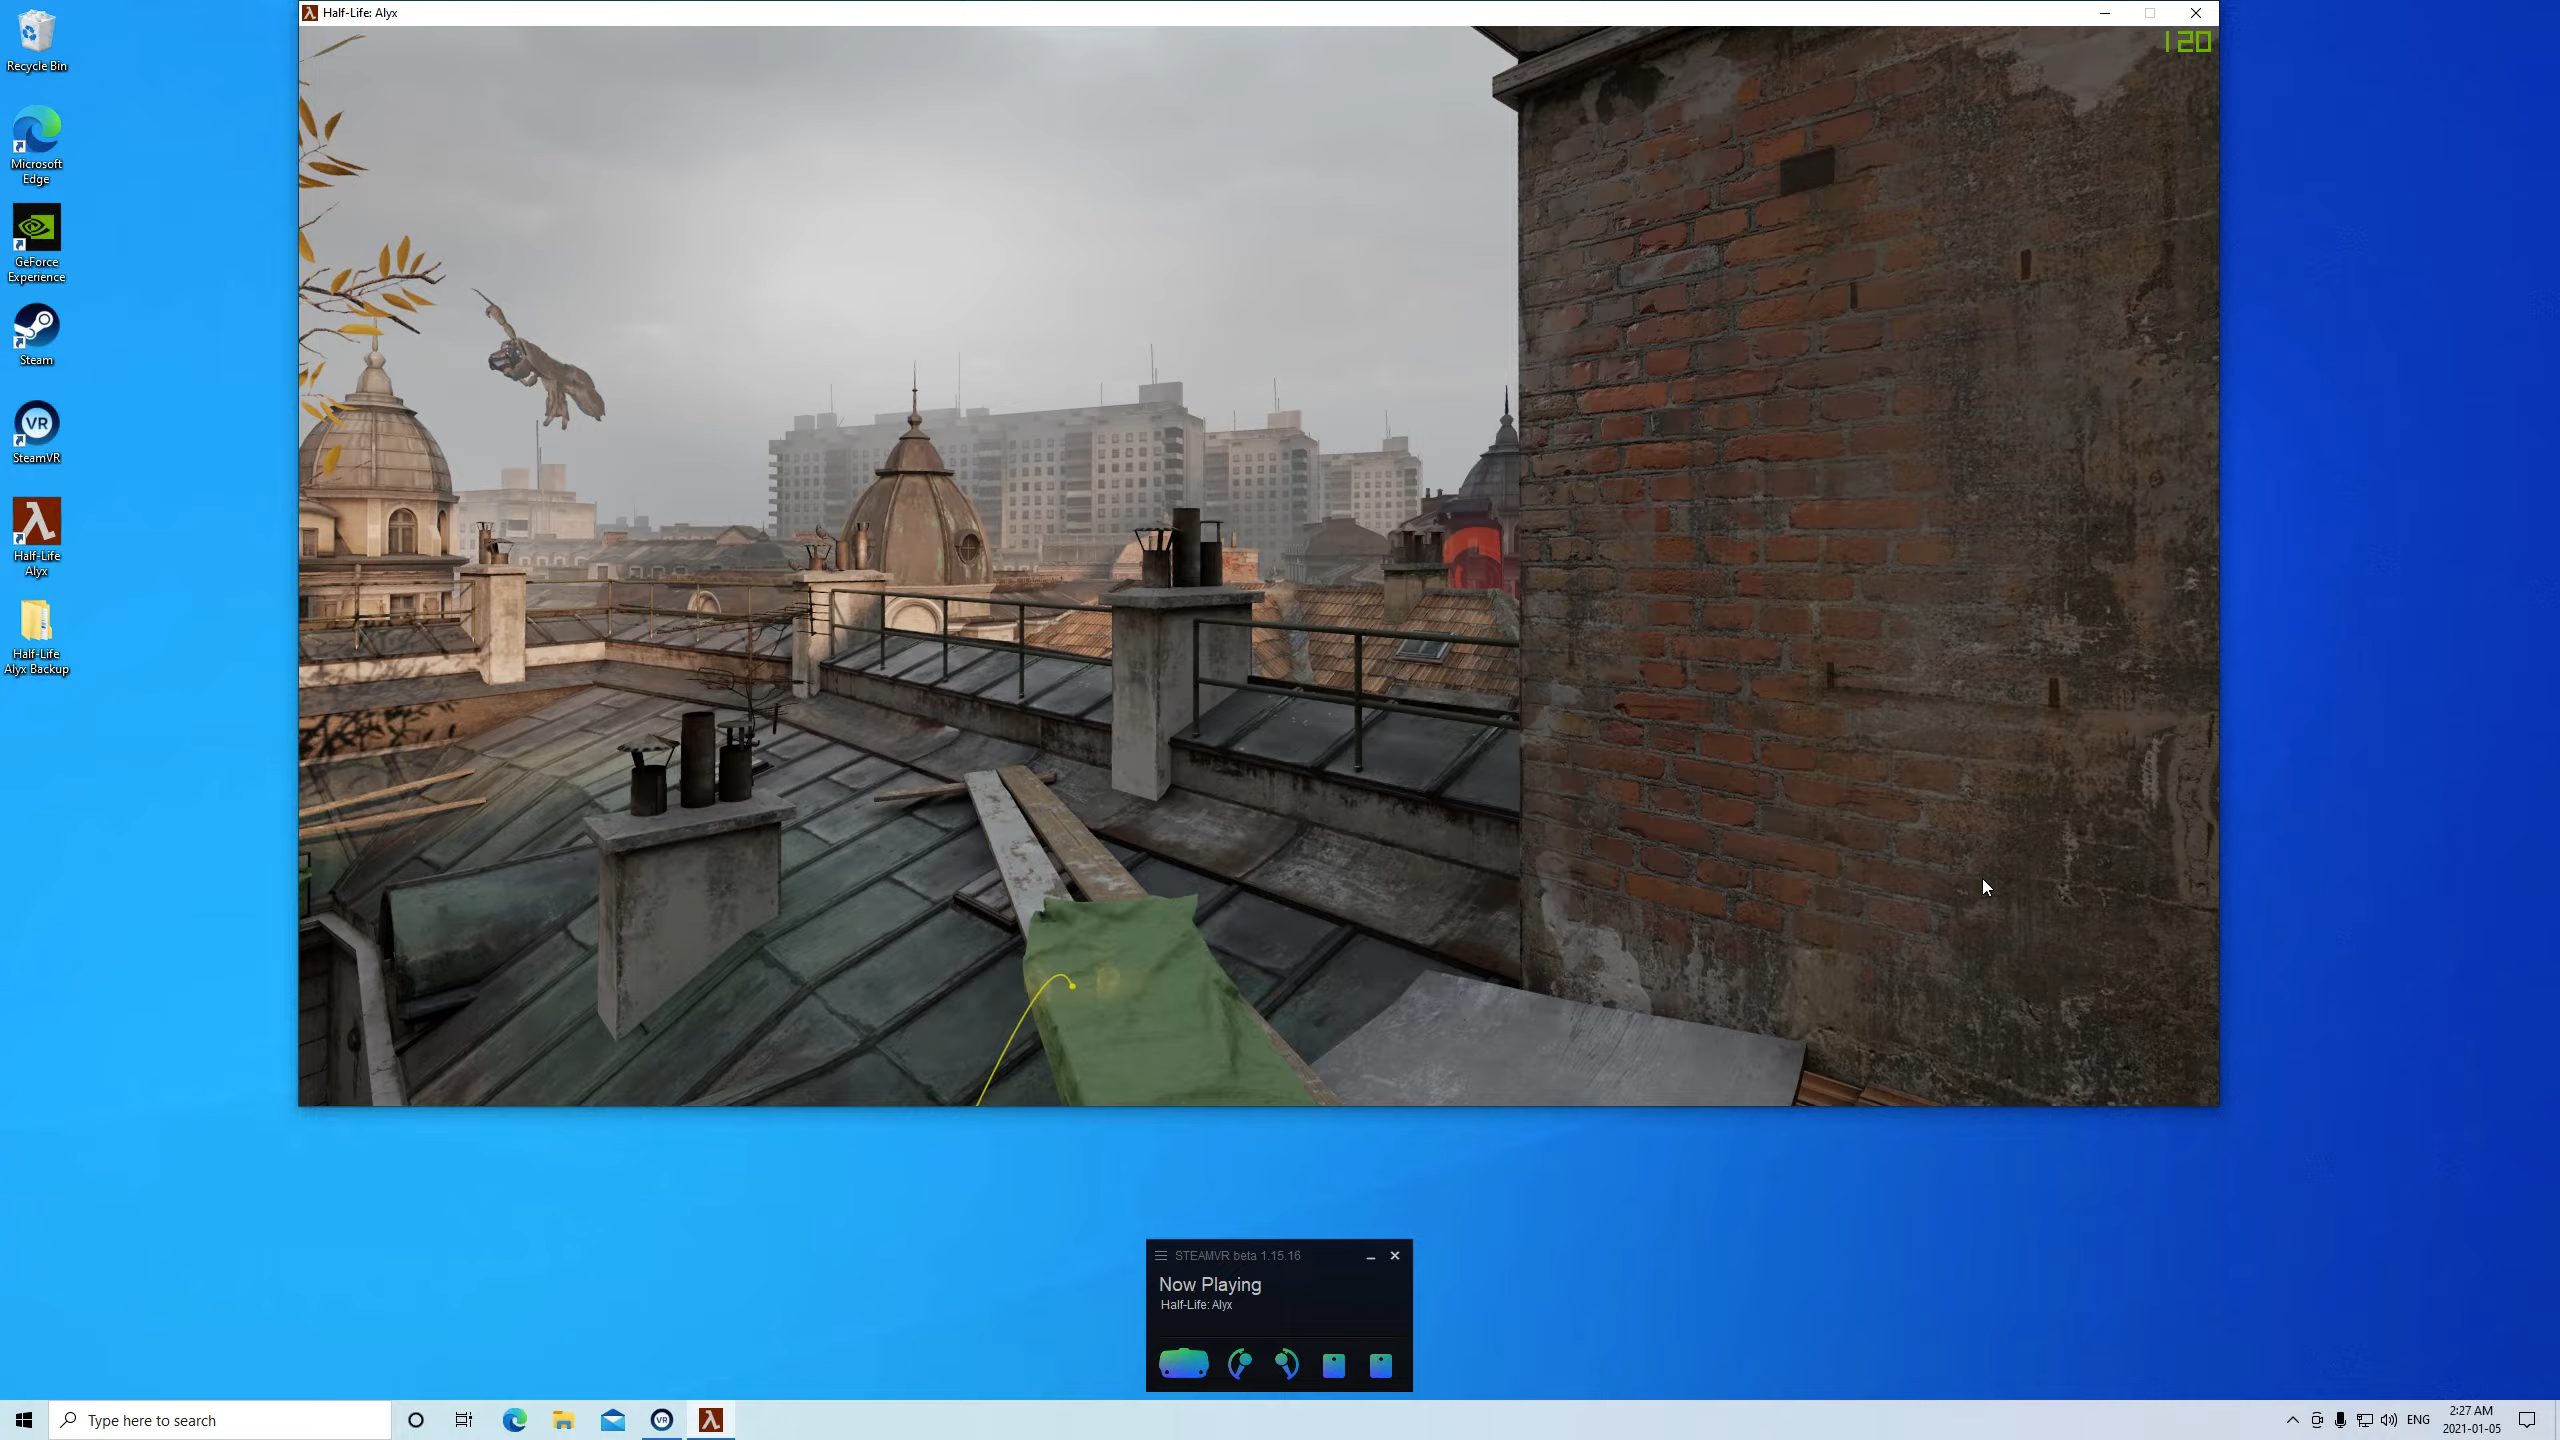 Half-Life: Alyx
120
Recycle Bin
Microsoft
Edge
GeForce
Experience
Steam
VR
SteamVR
Half-Life
Alyx
Half-Life
Alyx Backup
STEAMVR beta 1.15.16
Now Playing
Half-Life: Alyx
Type here to search
VR
ENG
2:27 AM
2021-01-05